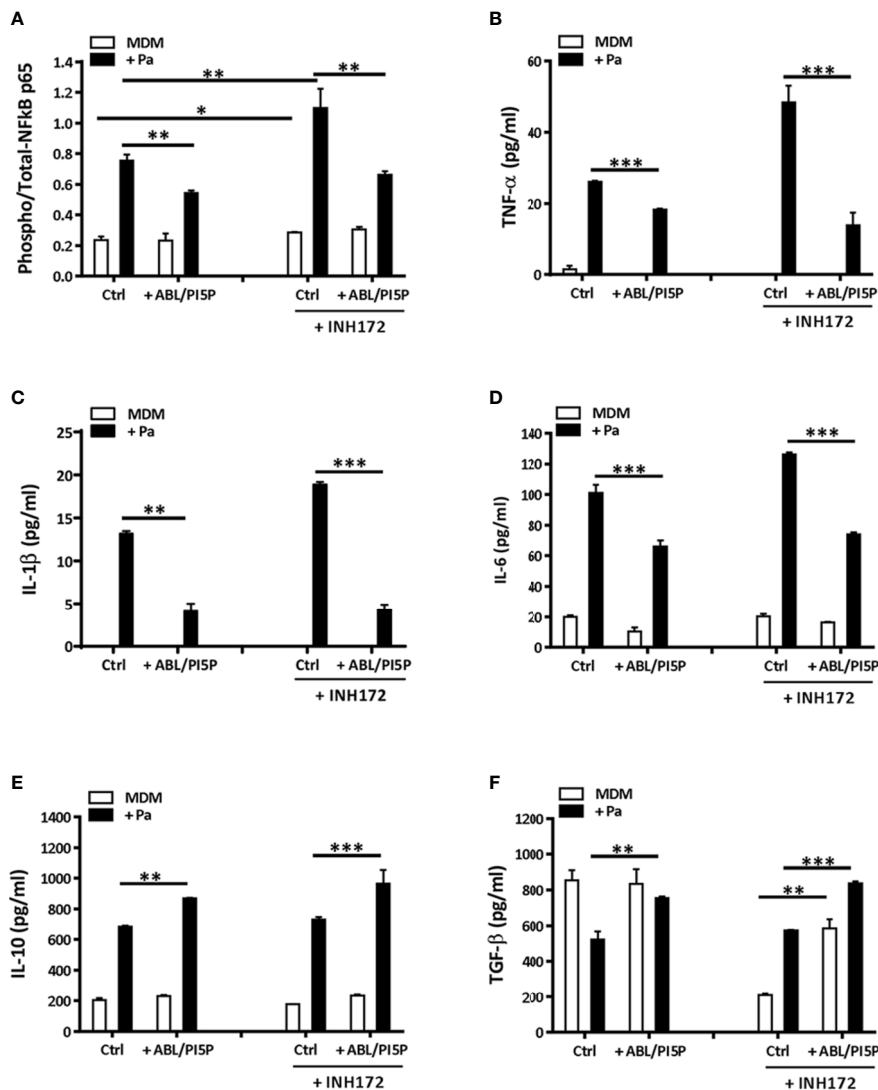 A
MDM
+ Pa
Phospho/Total-NFkB p65
1.4
1.2
1.0
0.8
0.6
0.4
0.2
0.0
**
**
*
**
Ctrl
+ ABL/PI5P
Ctrl
+ ABL/PI5P
+ INH172
B
MDM
+ Pa
TNF-α (pg/ml)
60
40
20
0
***
***
Ctrl
+ ABL/PI5P
Ctrl
+ ABL/PI5P
+ INH172
C
MDM
+ Pa
IL-1β (pg/ml)
25
20
15
10
5
0
**
***
Ctrl
+ ABL/PI5P
Ctrl
+ ABL/PI5P
+ INH172
D
MDM
+ Pa
IL-6 (pg/ml)
140
120
100
80
60
40
20
0
***
***
Ctrl
+ ABL/PI5P
Ctrl
+ ABL/PI5P
+ INH172
E
MDM
+ Pa
IL-10 (pg/ml)
1400
1200
1000
800
600
400
200
0
**
***
Ctrl
+ ABL/PI5P
Ctrl
+ ABL/PI5P
+ INH172
F
MDM
+ Pa
TGF-β (pg/ml)
1200
1000
800
600
400
200
0
**
**
***
Ctrl
+ ABL/PI5P
Ctrl
+ ABL/PI5P
+ INH172